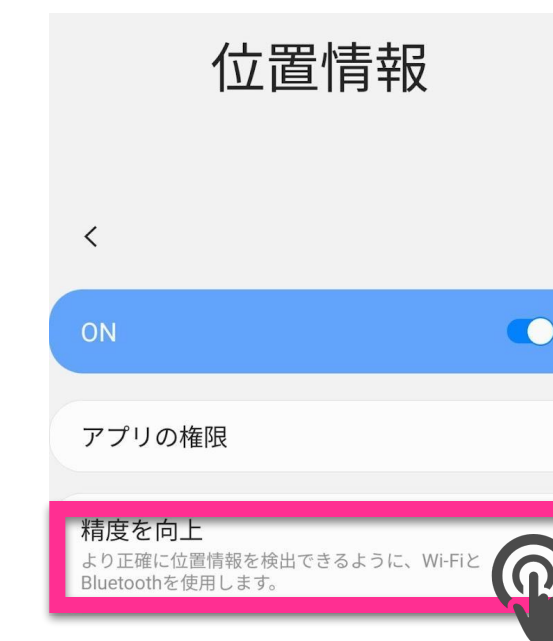 位置情報
ON
アプリの権限
精度を向上
より正確に位置情報を検出できるように、Wi-Fiと
Bluetoothを使用します。